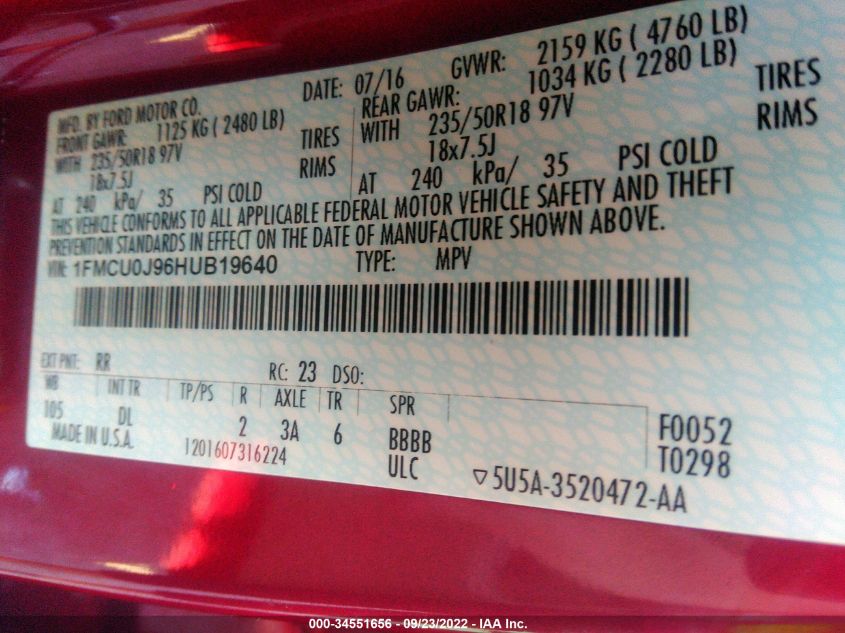 MFD. BY FORD MOTOR CO.
DATE: 07/16
GVWR: 2159 KG ( 4760 LB)
FRONT GAWR: 1125 KG ( 2480 LB)
REAR GAWR: 1034 KG ( 2280 LB)
WITH 235/50R18 97V TIRES
WITH 235/50R18 97V TIRES
18x7.5J RIMS
18x7.5J RIMS
AT 240 kPa/ 35 PSI COLD
AT 240 kPa/ 35 PSI COLD
THIS VEHICLE CONFORMS TO ALL APPLICABLE FEDERAL MOTOR VEHICLE SAFETY AND THEFT
PREVENTION STANDARDS IN EFFECT ON THE DATE OF MANUFACTURE SHOWN ABOVE.
VIN: 1FMCU0J96HUB19640 TYPE: MPV
EXT PNT: RR RC: 23 DSO:
WB INT TR TP/PS R AXLE TR SPR
105 DL 2 3A 6 BBBB F0052
MADE IN U.S.A. 1201607316224 ULC T0298
▽5U5A-3520472-AA
000-34551656 - 09/23/2022 - IAA Inc.